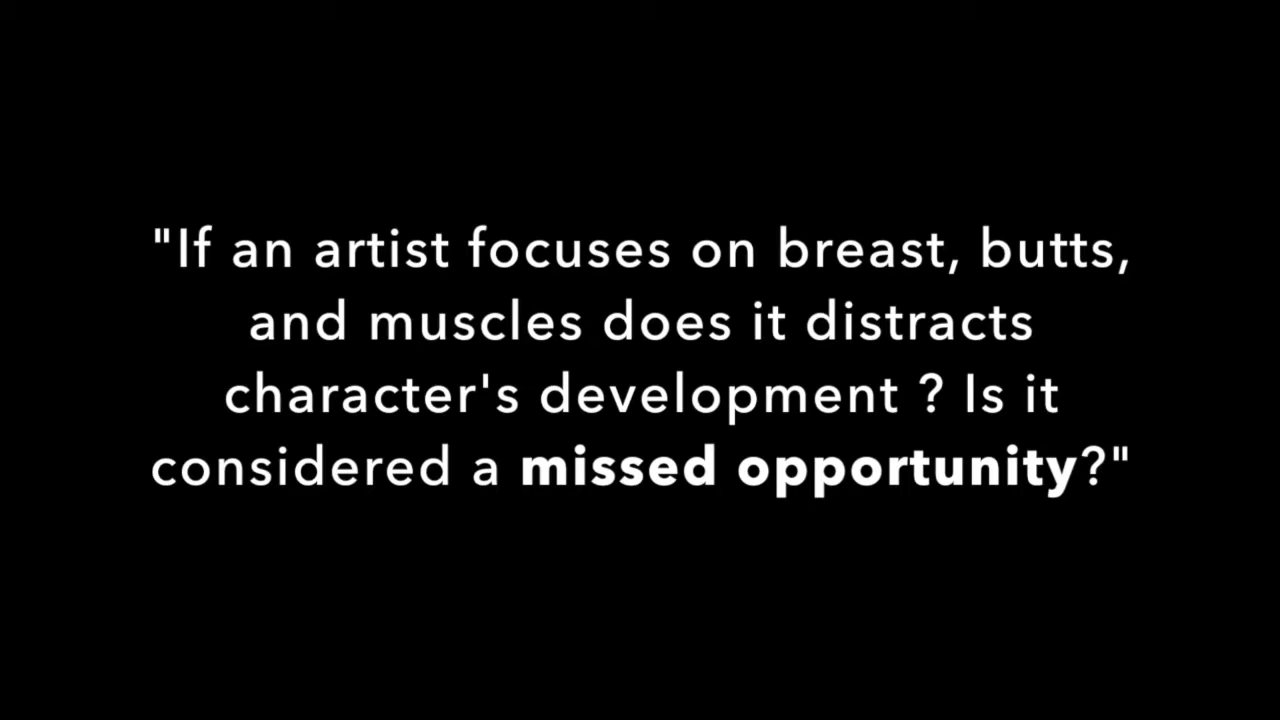 "If an artist focuses on breast, butts,
and muscles does it distracts
character's development ? Is it
considered a missed opportunity?"